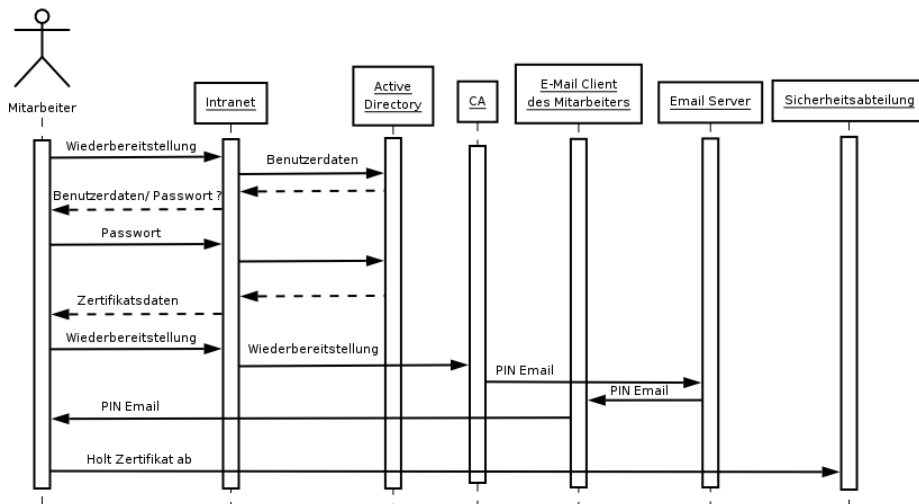 Mitarbeiter
Intranet
Active
Directory
CA
E-Mail Client
des Mitarbeiters
Email Server
Sicherheitsabteilung
Wiederbereitstellung
Benutzerdaten
Benutzerdaten/ Passwort ?
Passwort
Zertifikatsdaten
Wiederbereitstellung
Wiederbereitstellung
PIN Email
PIN Email
PIN Email
Holt Zertifikat ab